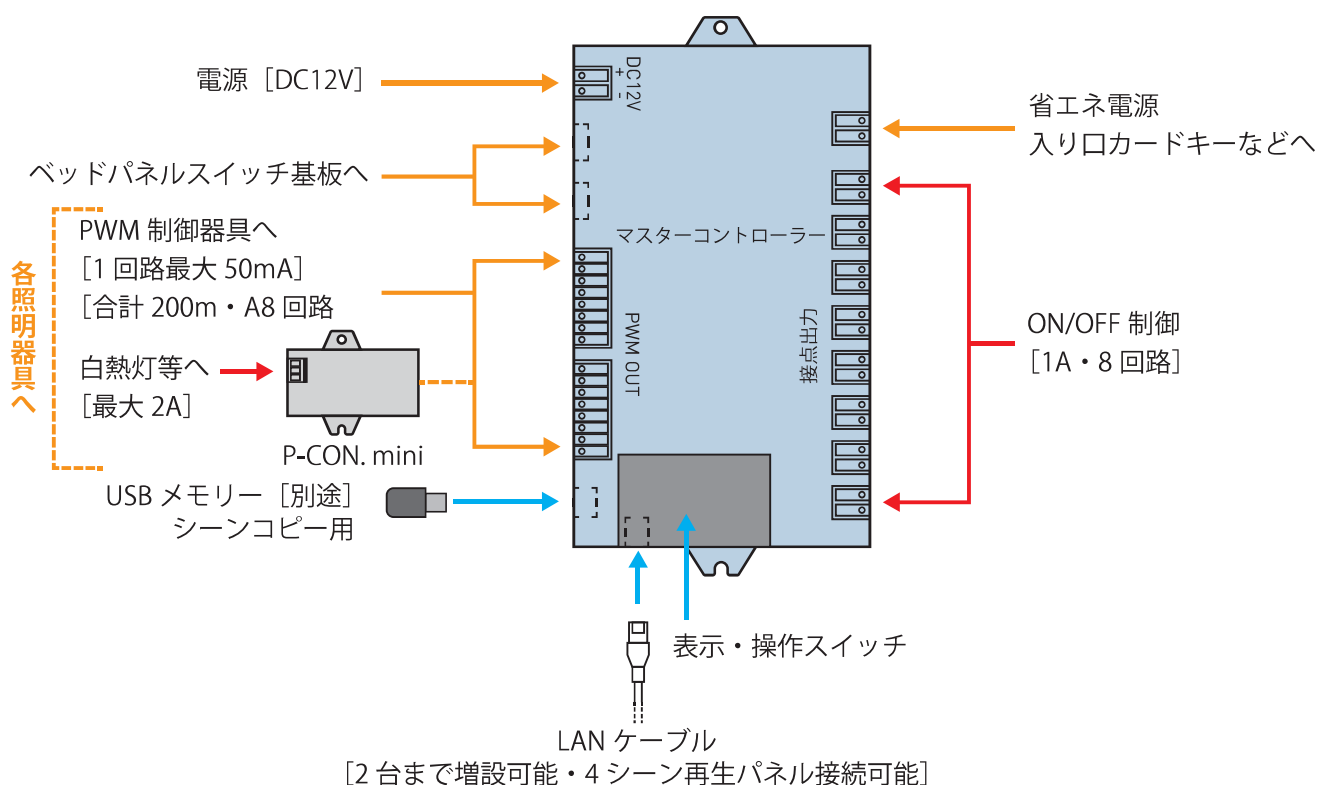 電源［DC12V］
DC12V
+
-
省エネ電源
入り口カードキーなどへ
ベッドパネルスイッチ基板へ
マスターコントローラー
各照明器具へ
PWM 制御器具へ
［1 回路最大 50mA］
［合計 200m・A8 回路
PWM OUT
接点出力
ON/OFF 制御
［1A・8 回路］
白熱灯等へ
［最大 2A］
P-CON. mini
USB メモリー［別途］
シーンコピー用
表示・操作スイッチ
LAN ケーブル
［2 台まで増設可能・4 シーン再生パネル接続可能］